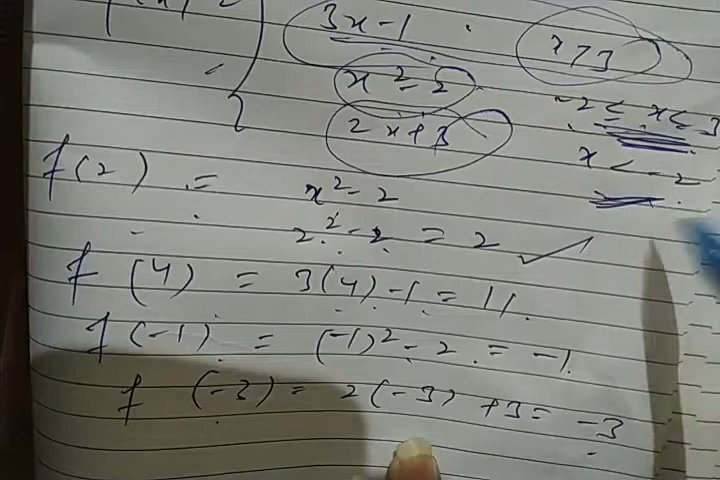 f(x) = { 3x-1 . x>3
x²-2 -2 ≤ x ≤ 3
2x+3 x < -2
f(2) = x²-2
2²-2 = 2 ✓
f(4) = 3(4)-1 = 11.
f(-1) = (-1)²-2 = -1
f(-3) = 2(-3)+3 = -3